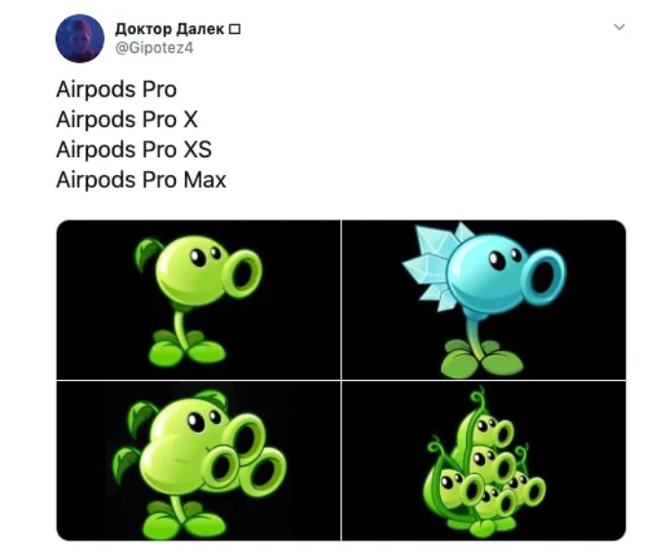 Доктор Далек □
@Gipotez4
Airpods Pro
Airpods Pro X
Airpods Pro XS
Airpods Pro Max